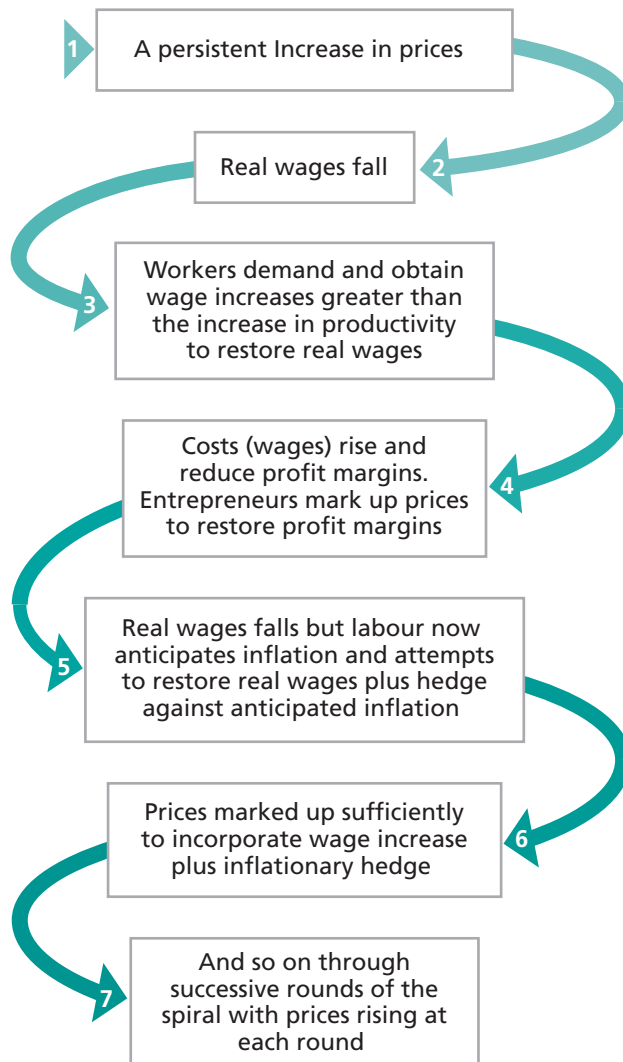 1
A persistent Increase in prices
Real wages fall
2
3
Workers demand and obtain
wage increases greater than
the increase in productivity
to restore real wages
Costs (wages) rise and
reduce profit margins.
Entrepreneurs mark up prices
to restore profit margins
4
5
Real wages falls but labour now
anticipates inflation and attempts
to restore real wages plus hedge
against anticipated inflation
Prices marked up sufficiently
to incorporate wage increase
plus inflationary hedge
6
7
And so on through
successive rounds of the
spiral with prices rising at
each round